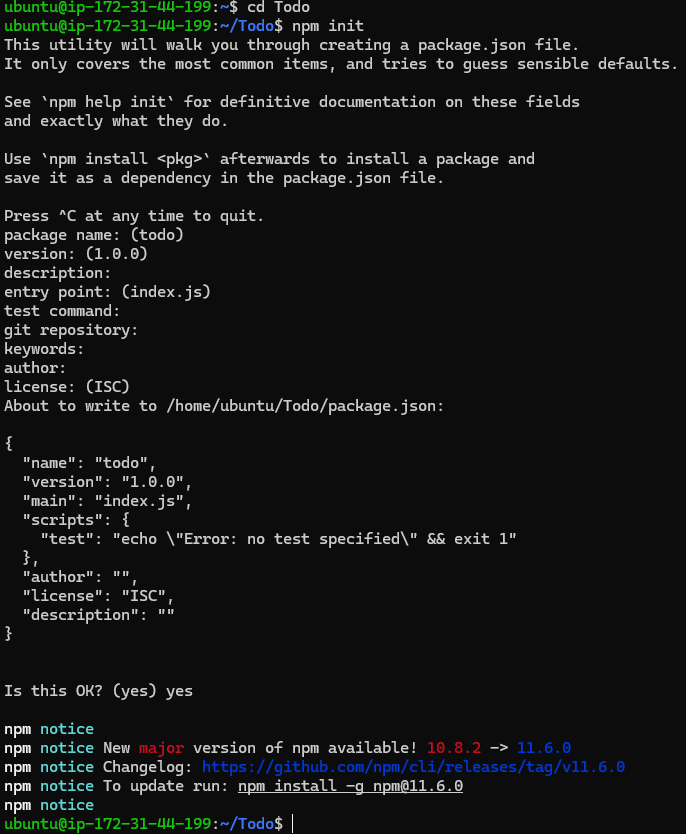 ubuntu@ip-172-31-44-199:~$ cd Todo
ubuntu@ip-172-31-44-199:~/Todo$ npm init
This utility will walk you through creating a package.json file.
It only covers the most common items, and tries to guess sensible defaults.

See `npm help init` for definitive documentation on these fields
and exactly what they do.

Use `npm install <pkg>` afterwards to install a package and
save it as a dependency in the package.json file.

Press ^C at any time to quit.
package name: (todo)
version: (1.0.0)
description:
entry point: (index.js)
test command:
git repository:
keywords:
author:
license: (ISC)
About to write to /home/ubuntu/Todo/package.json:

{
  "name": "todo",
  "version": "1.0.0",
  "main": "index.js",
  "scripts": {
    "test": "echo \"Error: no test specified\" && exit 1"
  },
  "author": "",
  "license": "ISC",
  "description": ""
}


Is this OK? (yes) yes

npm notice
npm notice New major version of npm available! 10.8.2 -> 11.6.0
npm notice Changelog: https://github.com/npm/cli/releases/tag/v11.6.0
npm notice To update run: npm install -g npm@11.6.0
npm notice
ubuntu@ip-172-31-44-199:~/Todo$